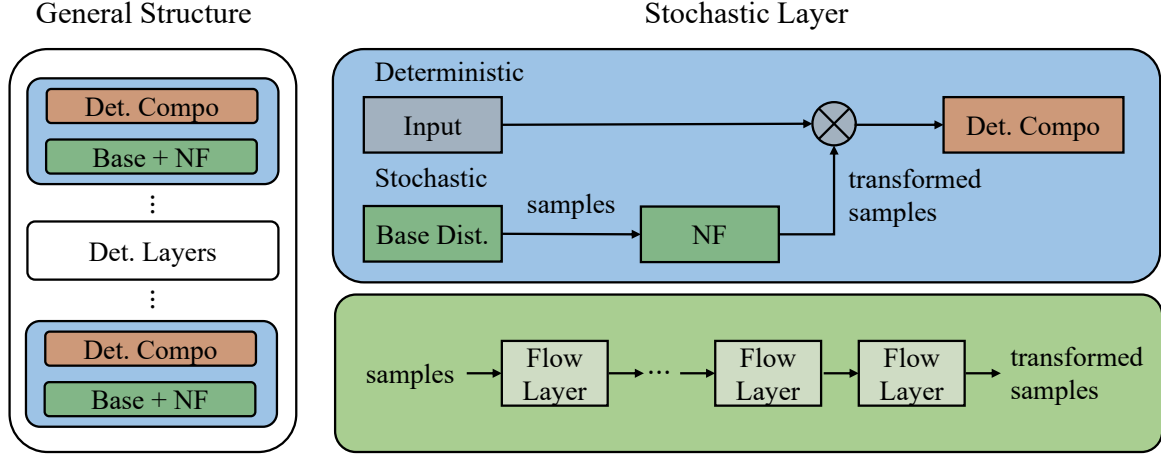 General Structure
Det. Compo
Base + NF
⋮
Det. Layers
⋮
Det. Compo
Base + NF
Stochastic Layer
Deterministic
Input
Det. Compo
Stochastic
Base Dist.
samples
NF
transformed
samples
samples
Flow
Layer
...
Flow
Layer
Flow
Layer
transformed
samples